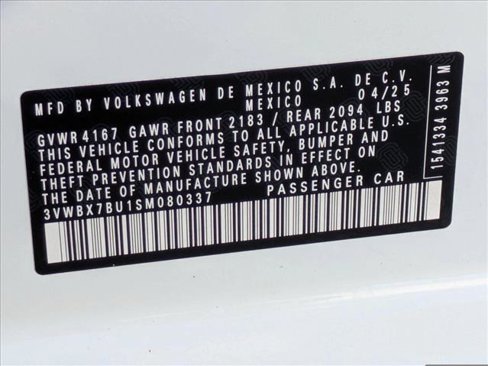 MFD BY VOLKSWAGEN DE MEXICO S.A. DE C.V.
MEXICO 04/25
GVWR 4167 GAWR FRONT 2183 / REAR 2094 LBS
THIS VEHICLE CONFORMS TO ALL APPLICABLE U.S.
FEDERAL MOTOR VEHICLE SAFETY, BUMPER AND
THEFT PREVENTION STANDARDS IN EFFECT ON
THE DATE OF MANUFACTURE SHOWN ABOVE.
3VWBX7BU1SM080337 PASSENGER CAR
1541334 3963 M